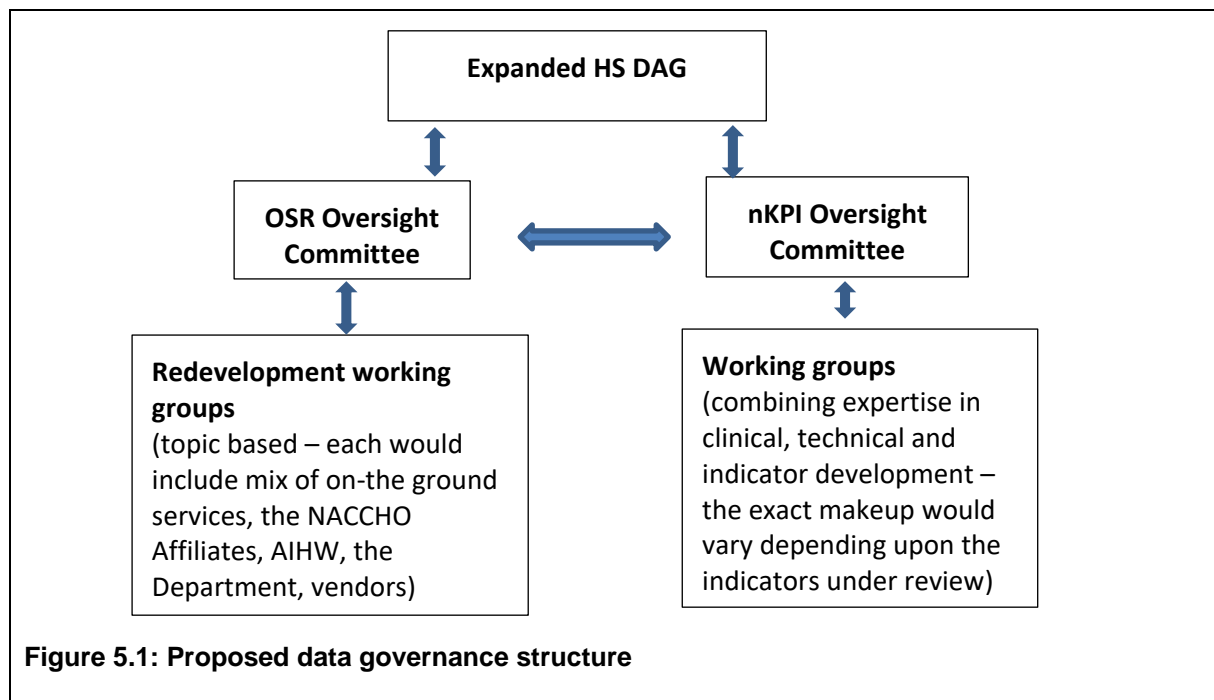 Expanded HS DAG
OSR Oversight
Committee
nKPI Oversight
Committee
Redevelopment working
groups
(topic based – each would
include mix of on-the ground
services, the NACCHO
Affiliates, AIHW, the
Department, vendors)
Working groups
(combining expertise in
clinical, technical and
indicator development –
the exact makeup would
vary depending upon the
indicators under review)
Figure 5.1: Proposed data governance structure